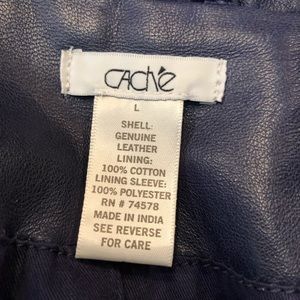 Caché
L
SHELL:
GENUINE
LEATHER
LINING:
100% COTTON
LINING SLEEVE:
100% POLYESTER
RN # 74578
MADE IN INDIA
SEE REVERSE
FOR CARE